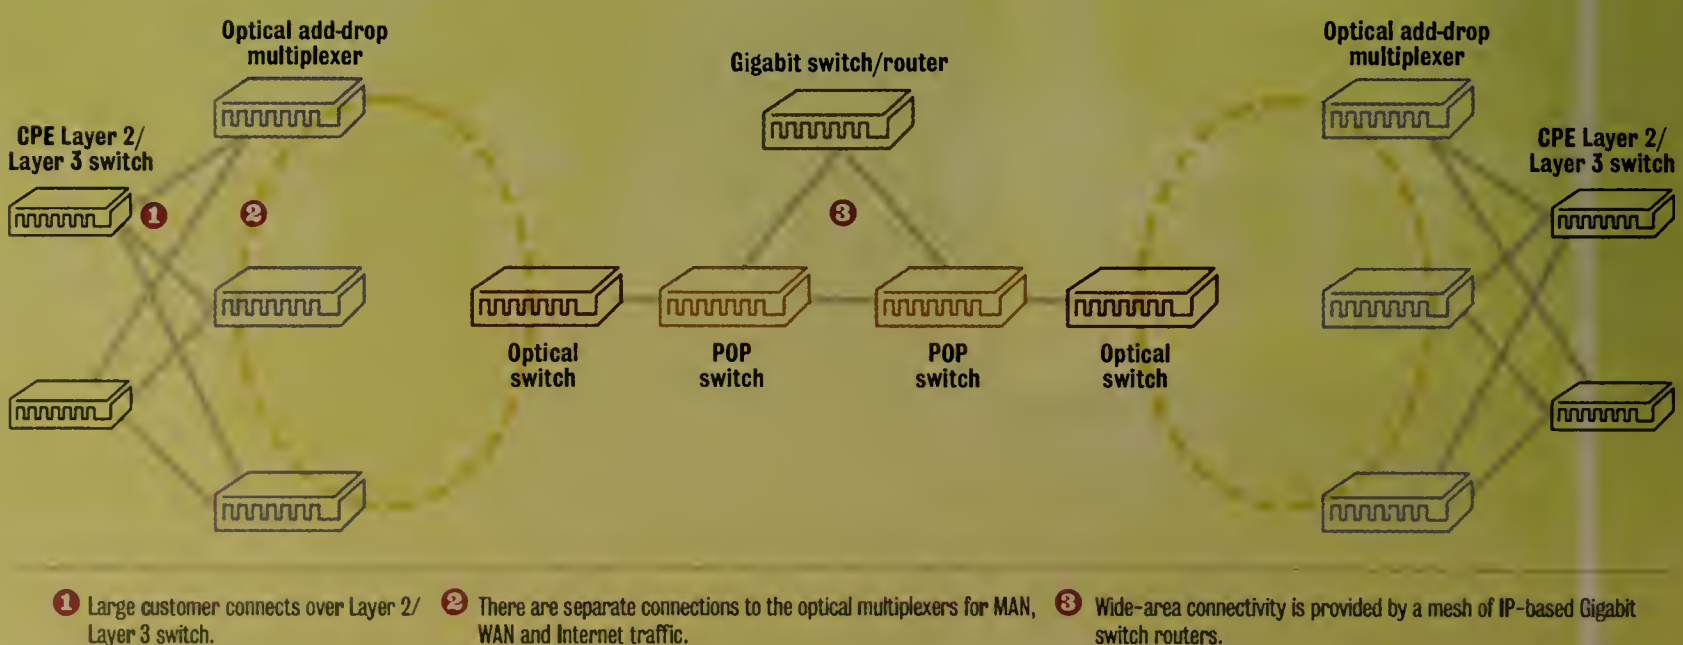 Optical add-drop
multiplexer
Gigabit switch/router
Optical add-drop
multiplexer
CPE Layer 2/
Layer 3 switch
CPE Layer 2/
Layer 3 switch
1
2
3
Optical
switch
POP
switch
POP
switch
Optical
switch
1 Large customer connects over Layer 2/
Layer 3 switch.
2 There are separate connections to the optical multiplexers for MAN,
WAN and Internet traffic.
3 Wide-area connectivity is provided by a mesh of IP-based Gigabit
switch routers.